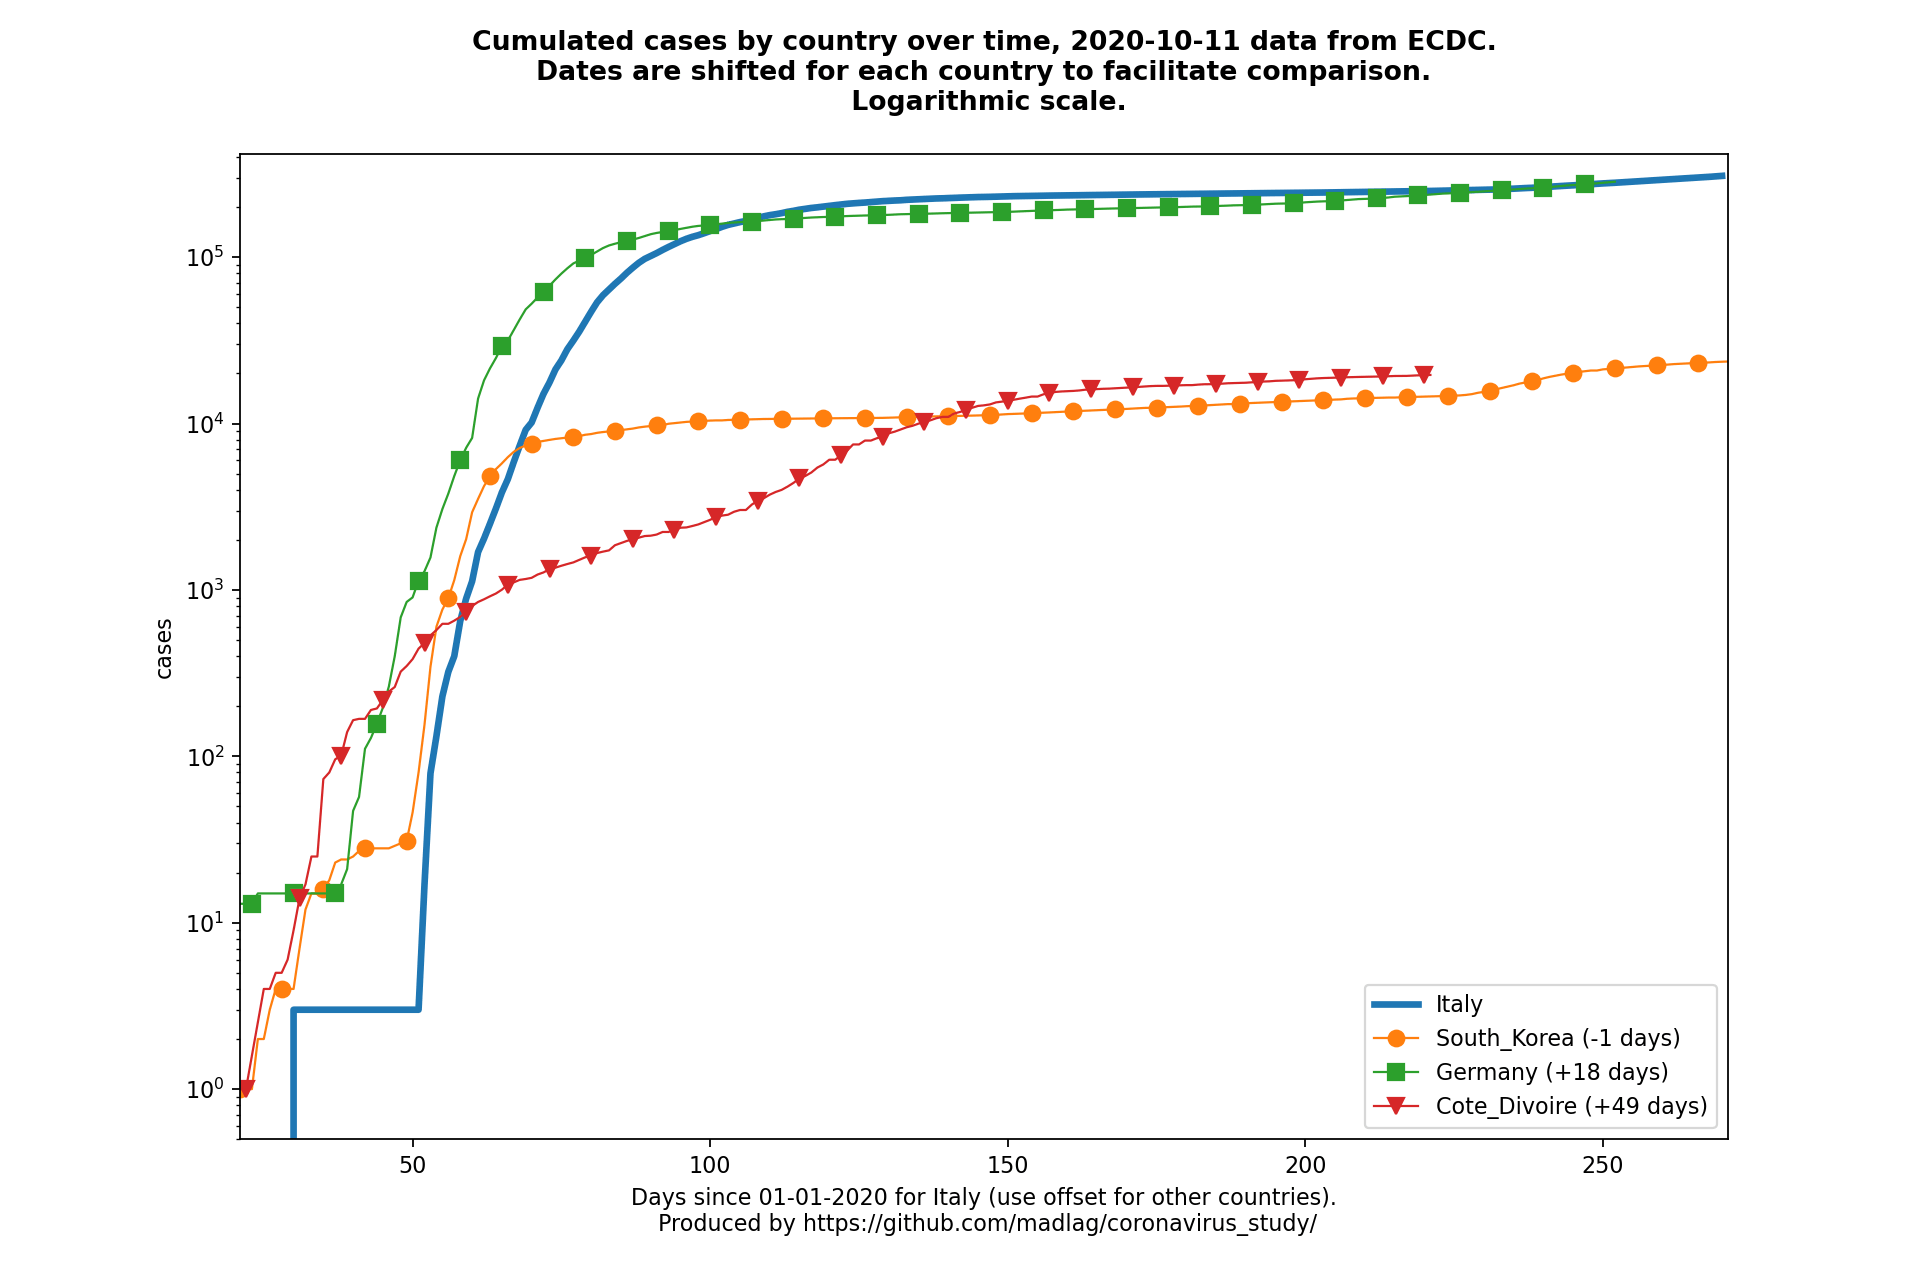 Cumulated cases by country over time, 2020-10-11 data from ECDC.
Dates are shifted for each country to facilitate comparison.
Logarithmic scale.
10^5
10^4
10^3
10^2
10^1
10^0
cases
Italy
South_Korea (-1 days)
Germany (+18 days)
Cote_Divoire (+49 days)
50 100 150 200 250
Days since 01-01-2020 for Italy (use offset for other countries).
Produced by https://github.com/madlag/coronavirus_study/